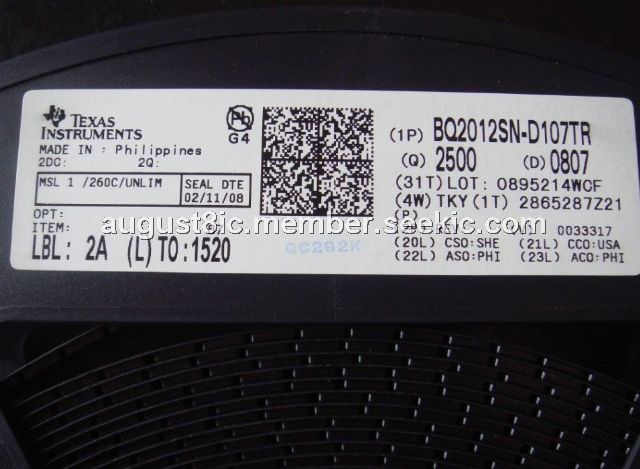 TEXAS
INSTRUMENTS
MADE IN : Philippines
2DC: 2Q:
MSL 1 /260C/UNLIM
SEAL DTE
02/11/08
OPT:
ITEM:
LBL: 2A (L) TO:1520
Pb
G4
QC292K
(1P) BQ2012SN-D107TR
(Q) 2500 (D) 0807
(31T) LOT: 0895214WCF
(4W) TKY (1T) 2865287Z21
(P)
0033317
(20L) CSO:SHE (21L) CCO:USA
(22L) ASO:PHI (23L) ACO:PHI
august8ic.member.seekic.com